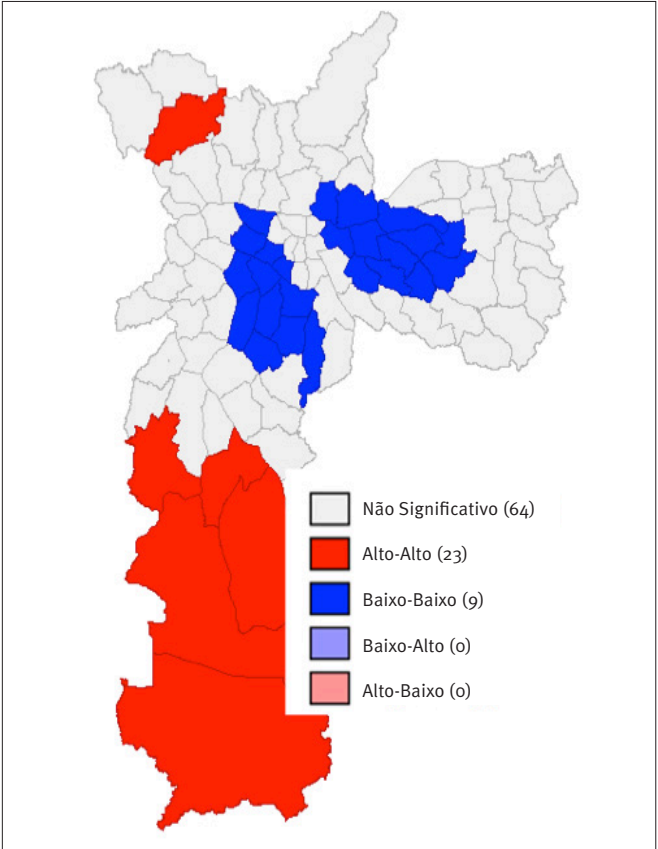 Não Significativo (64)
Alto-Alto (23)
Baixo-Baixo (9)
Baixo-Alto (0)
Alto-Baixo (0)